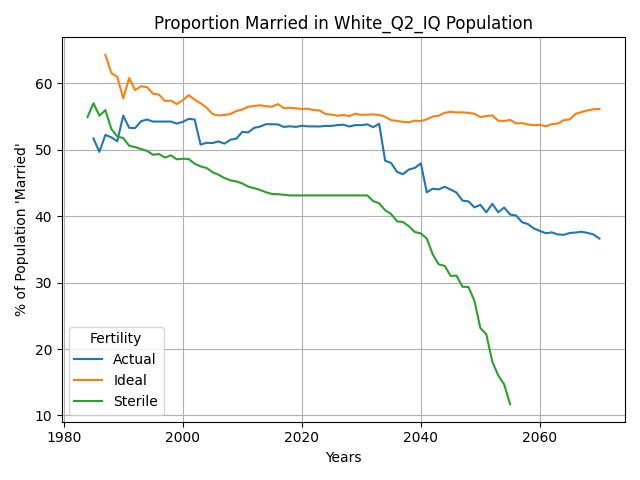 Proportion Married in White_Q2_IQ Population
% of Population 'Married'
60
50
40
30
20
10
Fertility
Actual
Ideal
Sterile
1980 2000 2020 2040 2060
Years